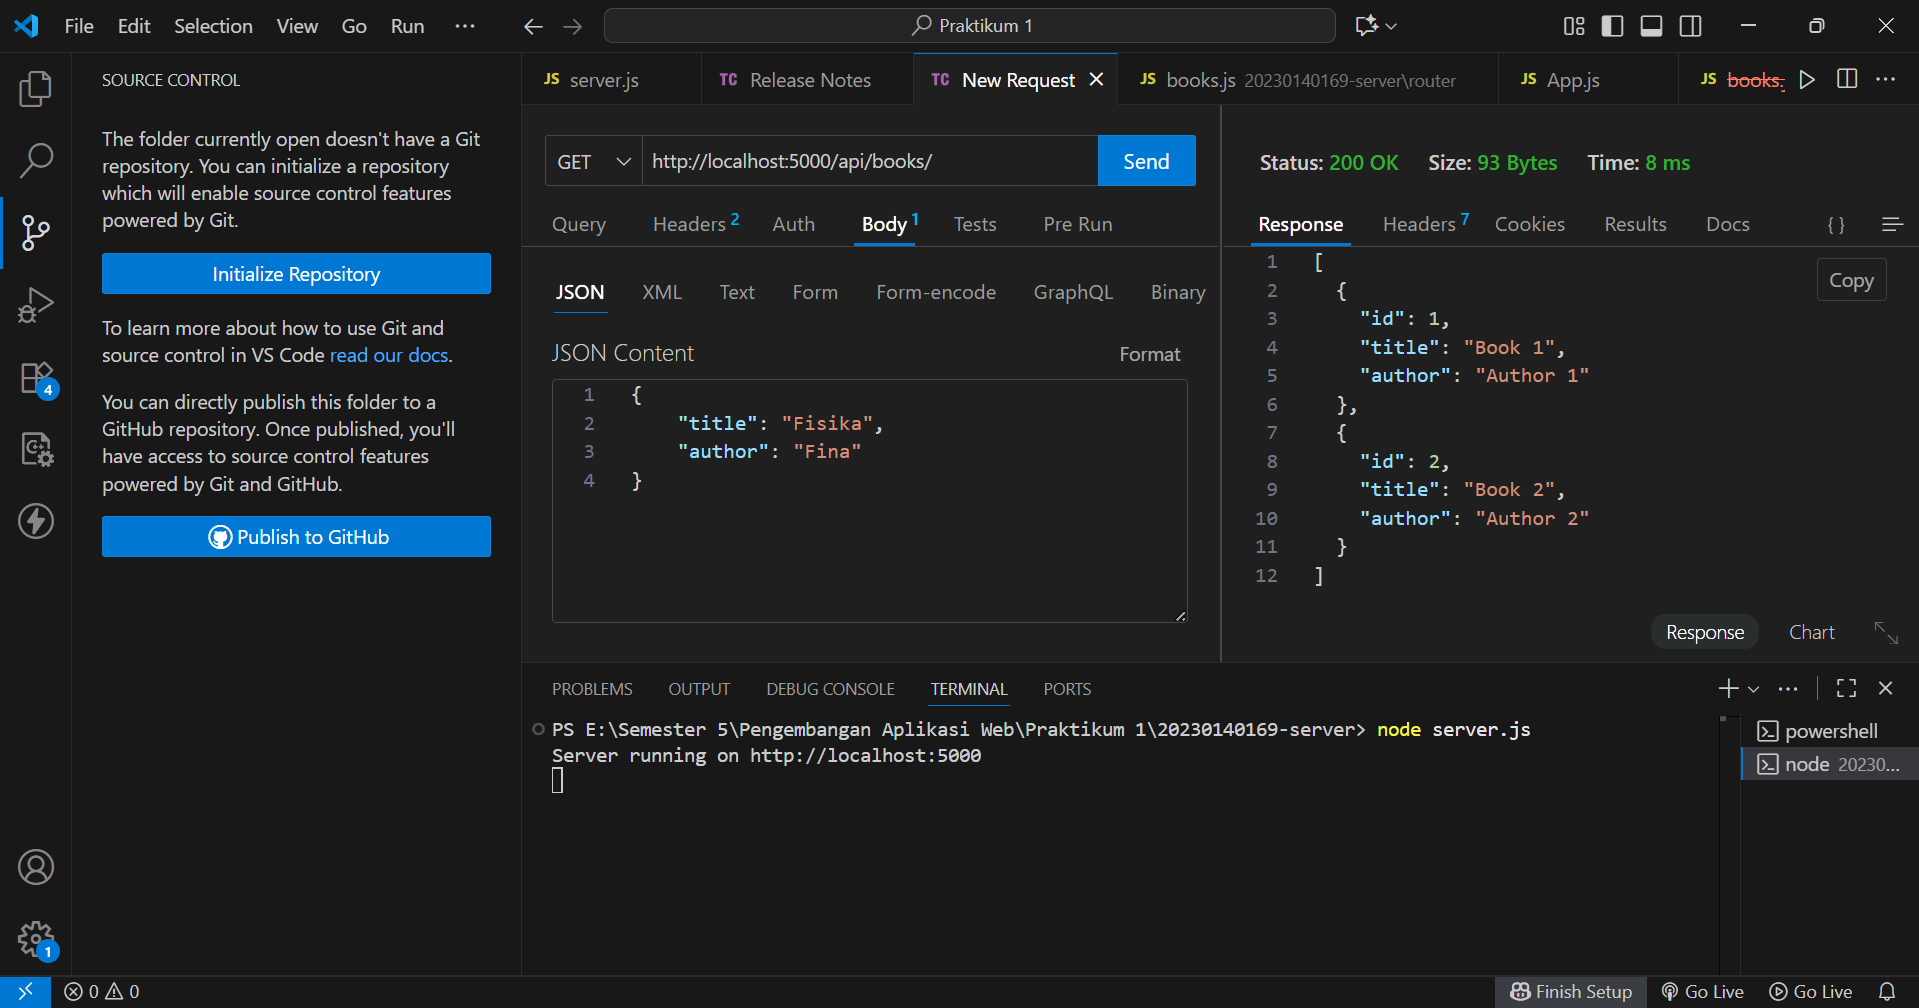 File Edit Selection View Go Run ··· Praktikum 1
SOURCE CONTROL
The folder currently open doesn't have a Git
repository. You can initialize a repository
which will enable source control features
powered by Git.
Initialize Repository
To learn more about how to use Git and
source control in VS Code read our docs.
You can directly publish this folder to a
GitHub repository. Once published, you'll
have access to source control features
powered by Git and GitHub.
Publish to GitHub
4
1
JS server.js TC Release Notes TC New Request JS books.js 20230140169-server\router JS App.js JS books.
GET http://localhost:5000/api/books/ Send
Query Headers 2 Auth Body 1 Tests Pre Run
JSON XML Text Form Form-encode GraphQL Binary
JSON Content Format
1 {
2 "title": "Fisika",
3 "author": "Fina"
4 }
Status: 200 OK Size: 93 Bytes Time: 8 ms
Response Headers 7 Cookies Results Docs { }
Copy
1 [
2 {
3 "id": 1,
4 "title": "Book 1",
5 "author": "Author 1"
6 },
7 {
8 "id": 2,
9 "title": "Book 2",
10 "author": "Author 2"
11 }
12 ]
Response Chart
PROBLEMS OUTPUT DEBUG CONSOLE TERMINAL PORTS
PS E:\Semester 5\Pengembangan Aplikasi Web\Praktikum 1\20230140169-server> node server.js
Server running on http://localhost:5000
powershell
node 20230...
0 0 Finish Setup Go Live Go Live